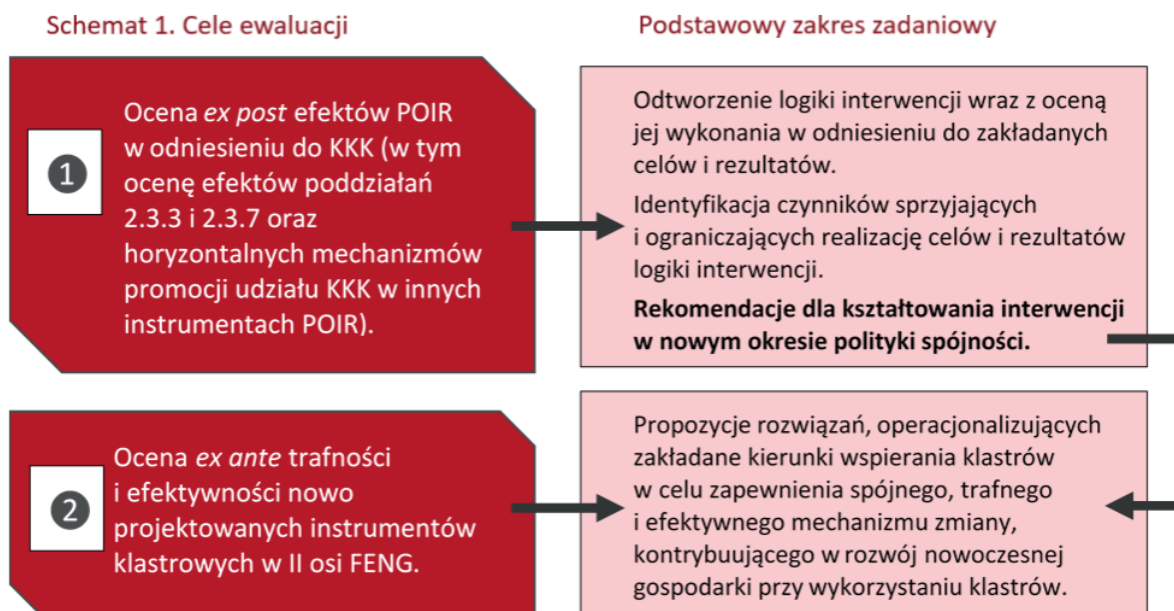 Schemat 1. Cele ewaluacji
Podstawowy zakres zadaniowy
1
Ocena ex post efektów POIR
w odniesieniu do KKK (w tym
ocenę efektów poddziałań
2.3.3 i 2.3.7 oraz
horyzontalnych mechanizmów
promocji udziału KKK w innych
instrumentach POIR).
Odtworzenie logiki interwencji wraz z oceną
jej wykonania w odniesieniu do zakładanych
celów i rezultatów.
Identyfikacja czynników sprzyjających
i ograniczających realizację celów i rezultatów
logiki interwencji.
Rekomendacje dla kształtowania interwencji
w nowym okresie polityki spójności.
2
Ocena ex ante trafności
i efektywności nowo
projektowanych instrumentów
klastrowych w II osi FENG.
Propozycje rozwiązań, operacjonalizujących
zakładane kierunki wspierania klastrów
w celu zapewnienia spójnego, trafnego
i efektywnego mechanizmu zmiany,
kontrybuującego w rozwój nowoczesnej
gospodarki przy wykorzystaniu klastrów.